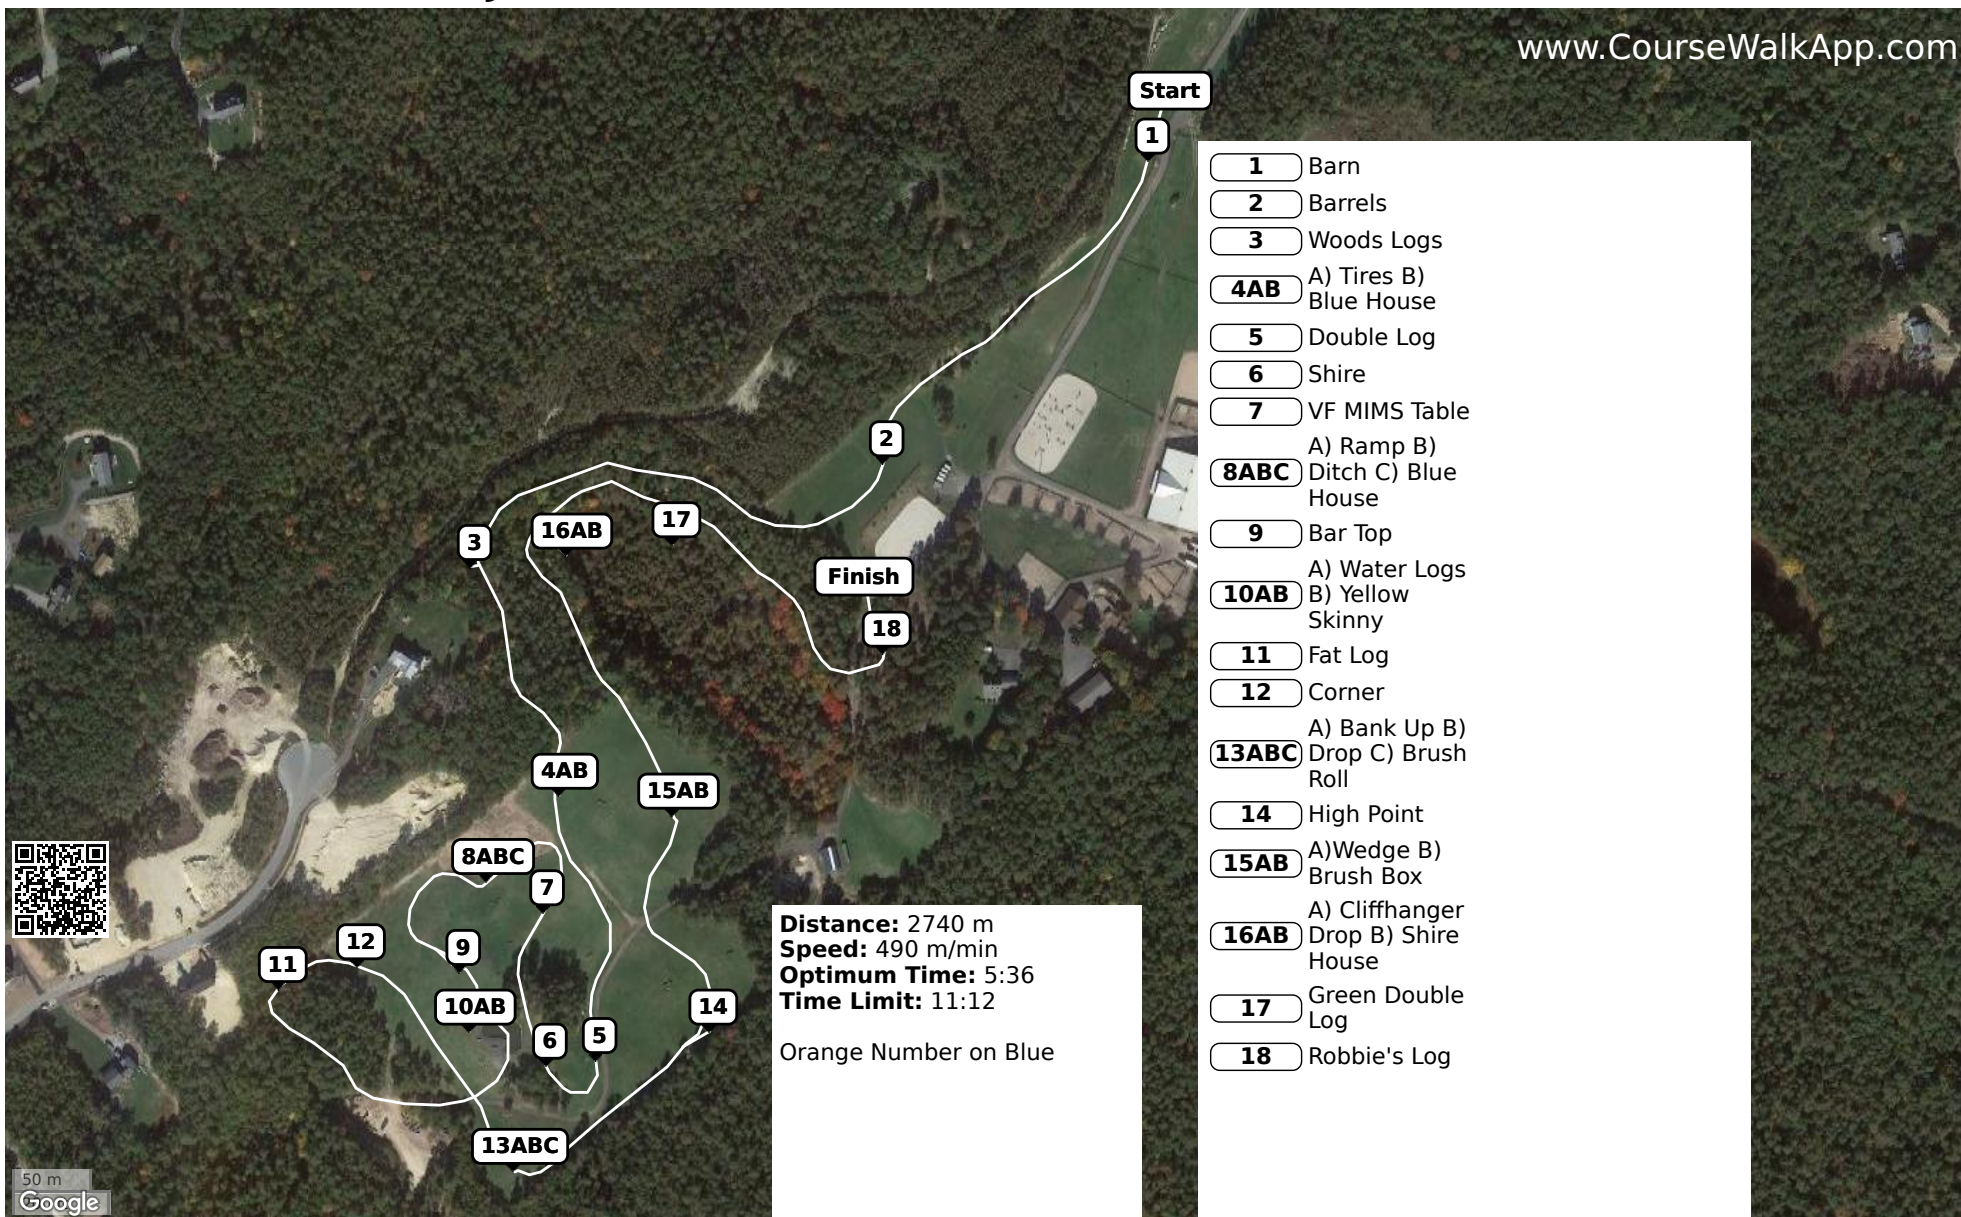 www.CourseWalkApp.com
Start
1
2
3
16AB
17
Finish
18
4AB
15AB
8ABC
7
12
9
11
10AB
14
6
5
13ABC
50 m
Google
1 Barn
2 Barrels
3 Woods Logs
4AB A) Tires B)
Blue House
5 Double Log
6 Shire
7 VF MIMS Table
8ABC A) Ramp B)
Ditch C) Blue
House
9 Bar Top
10AB A) Water Logs
B) Yellow
Skinny
11 Fat Log
12 Corner
13ABC A) Bank Up B)
Drop C) Brush
Roll
14 High Point
15AB A)Wedge B)
Brush Box
16AB A) Cliffhanger
Drop B) Shire
House
17 Green Double
Log
18 Robbie's Log
Distance: 2740 m
Speed: 490 m/min
Optimum Time: 5:36
Time Limit: 11:12
Orange Number on Blue